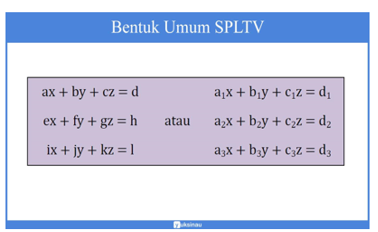 Bentuk Umum SPLTV
ax + by + cz = d
a₁x + b₁y + c₁z = d₁
ex + fy + gz = h atau a₂x + b₂y + c₂z = d₂
ix + jy + kz = l
a₃x + b₃y + c₃z = d₃
yuksinau